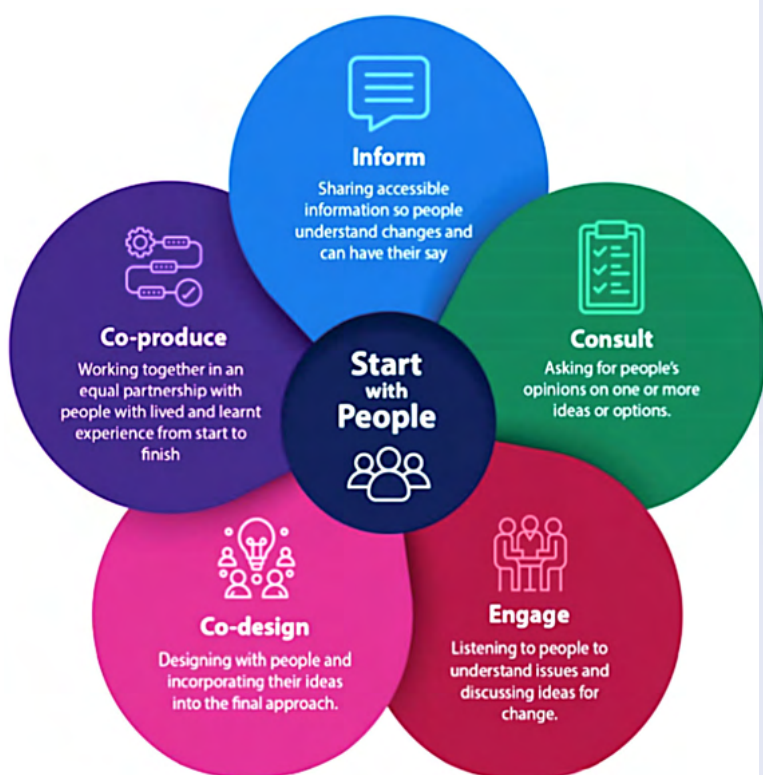 Inform
Sharing accessible
information so people
understand changes and
can have their say
Consult
Asking for people's
opinions on one or more
ideas or options.
Engage
Listening to people to
understand issues and
discussing ideas for
change.
Co-design
Designing with people and
incorporating their ideas
into the final approach.
Co-produce
Working together in an
equal partnership with
people with lived and learnt
experience from start to
finish
Start
with
People